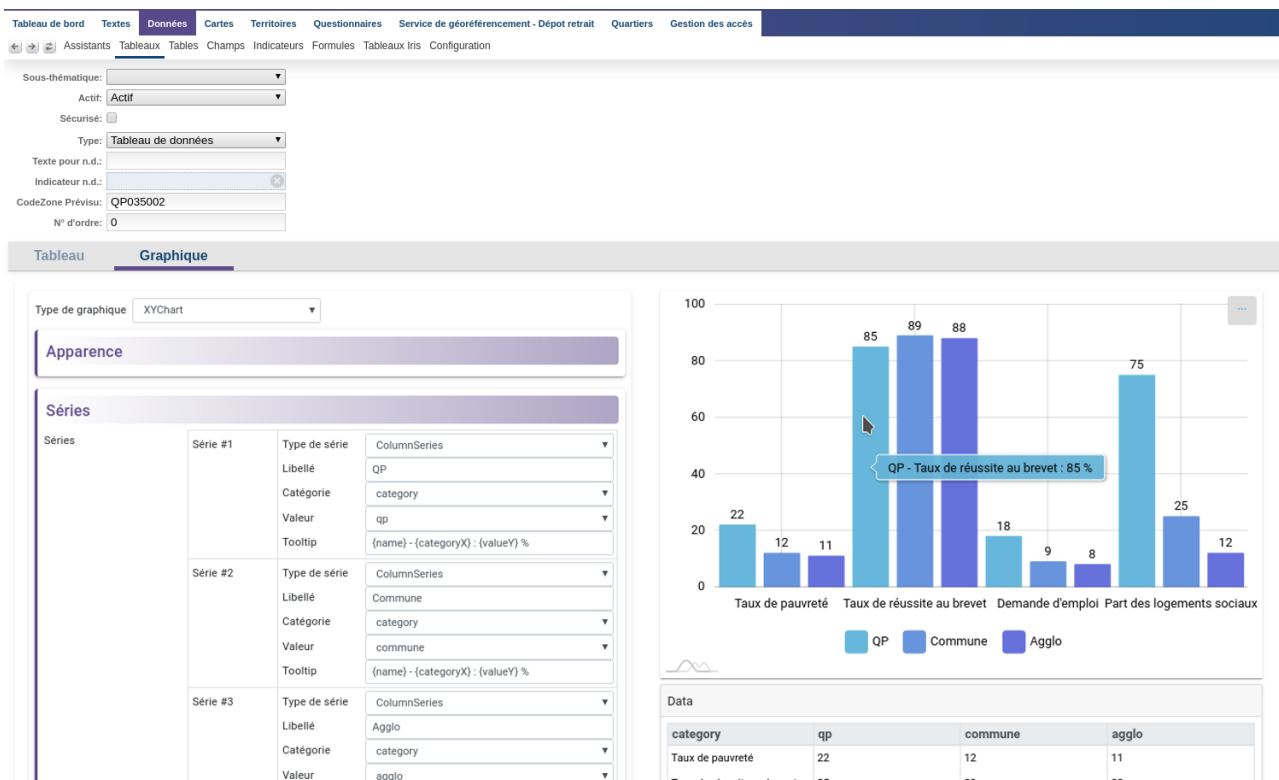 Tableau de bord Textes Données Cartes Territoires Questionnaires Service de géoréférencement - Dépot retrait Quartiers Gestion des accès
Assistants Tableaux Tables Champs Indicateurs Formules Tableaux Iris Configuration
Sous-thématique:
Actif: Actif
Sécurisé:
Type: Tableau de données
Texte pour n.d.:
Indicateur n.d.:
CodeZone Prévisu: QP035002
N° d'ordre: 0
Tableau Graphique
Type de graphique XYChart
Apparence
Séries
Séries
Série #1 Type de série ColumnSeries
Libellé QP
Catégorie category
Valeur qp
Tooltip {name} - {categoryX} : {valueY} %
Série #2 Type de série ColumnSeries
Libellé Commune
Catégorie category
Valeur commune
Tooltip {name} - {categoryX} : {valueY} %
Série #3 Type de série ColumnSeries
Libellé Agglo
Catégorie category
Valeur agglo
...
100
80
60
40
20
0
22 12 11
85 89 88
18 9 8
75 25 12
QP - Taux de réussite au brevet : 85 %
Taux de pauvreté Taux de réussite au brevet Demande d'emploi Part des logements sociaux
QP Commune Agglo
Data
category qp commune agglo
Taux de pauvreté 22 12 11